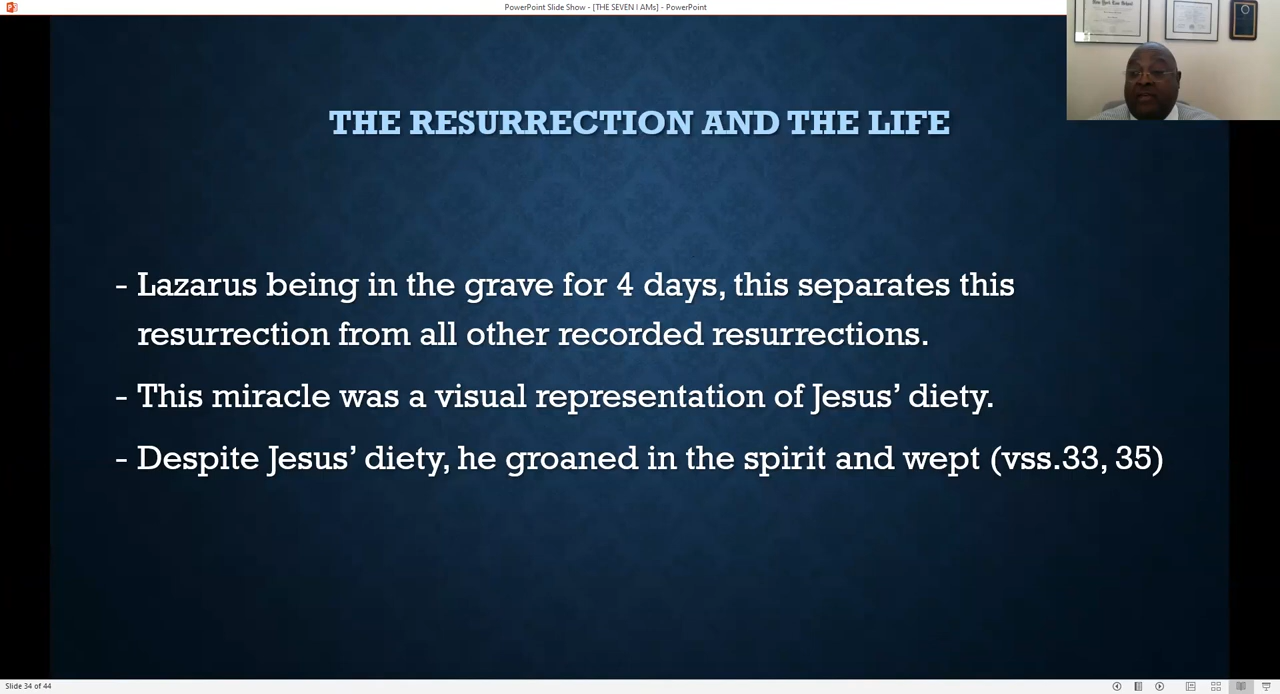 PowerPoint Slide Show - [THE SEVEN I AMs] - PowerPoint
THE RESURRECTION AND THE LIFE
- Lazarus being in the grave for 4 days, this separates this
resurrection from all other recorded resurrections.
- This miracle was a visual representation of Jesus’ diety.
- Despite Jesus’ diety, he groaned in the spirit and wept (vss.33, 35)
Slide 34 of 44